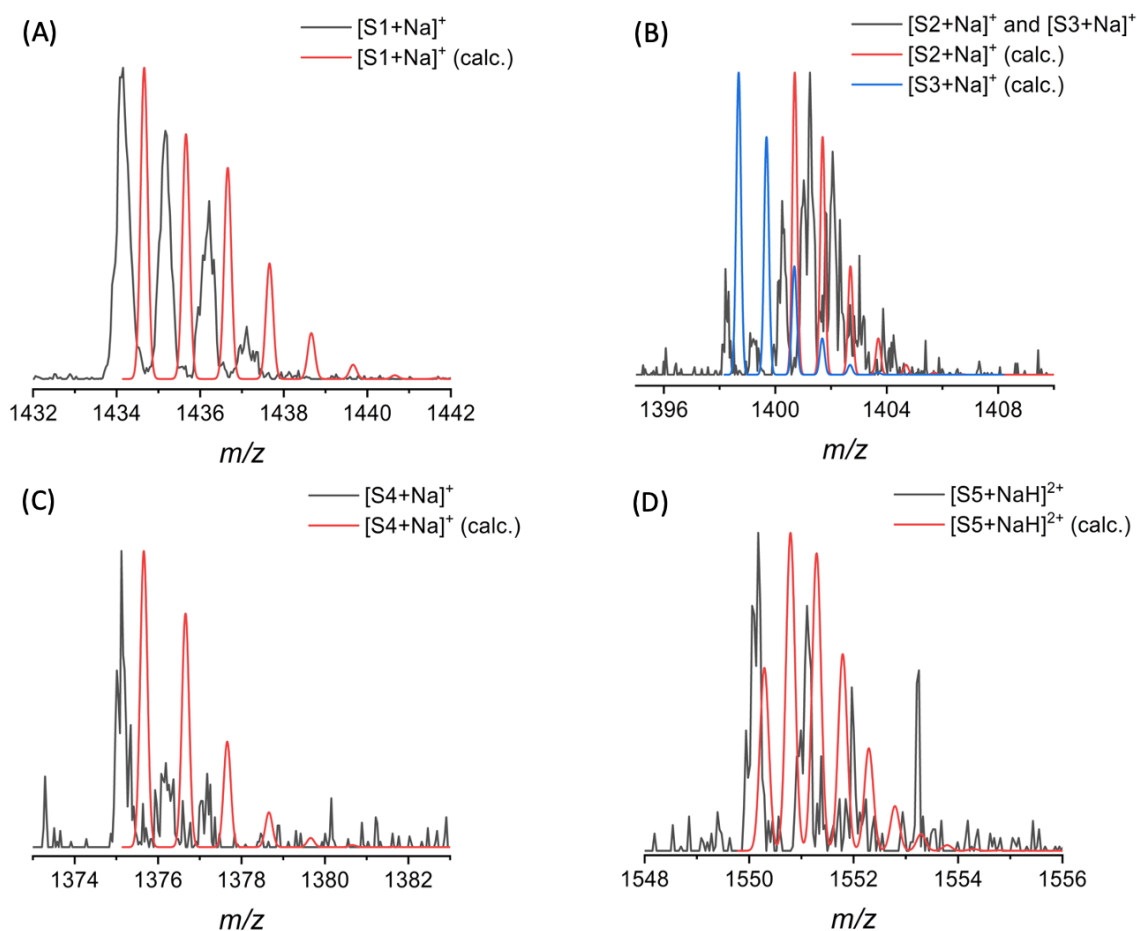 (A)
[S1+Na]⁺
[S1+Na]⁺ (calc.)
1432 1434 1436 1438 1440 1442
m/z
(B)
[S2+Na]⁺ and [S3+Na]⁺
[S2+Na]⁺ (calc.)
[S3+Na]⁺ (calc.)
1396 1400 1404 1408
m/z
(C)
[S4+Na]⁺
[S4+Na]⁺ (calc.)
1374 1376 1378 1380 1382
m/z
(D)
[S5+NaH]²⁺
[S5+NaH]²⁺ (calc.)
1548 1550 1552 1554 1556
m/z